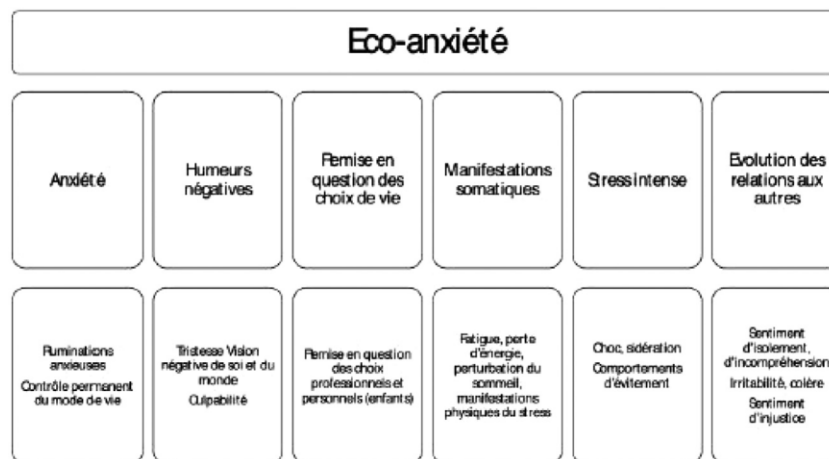 Eco-anxiété
Anxiété
Humeurs
négatives
Remise en
question des
choix de vie
Manifestations
somatiques
Stress intense
Evolution des
relations aux
autres
Ruminations
anxieuses
Contrôle permanent
du mode de vie
Tristesse Vision
négative de soi et du
monde
Culpabilité
Remise en question
des choix
professionnels et
personnels (enfants)
Fatigue, perte
d'énergie,
perturbation du
sommeil,
manifestations
physiques du stress
Choc, sidération
Comportements
d'évitement
Sentiment
d'isolement,
d'incompréhension
Irritabilité, colère
Sentiment
d'injustice